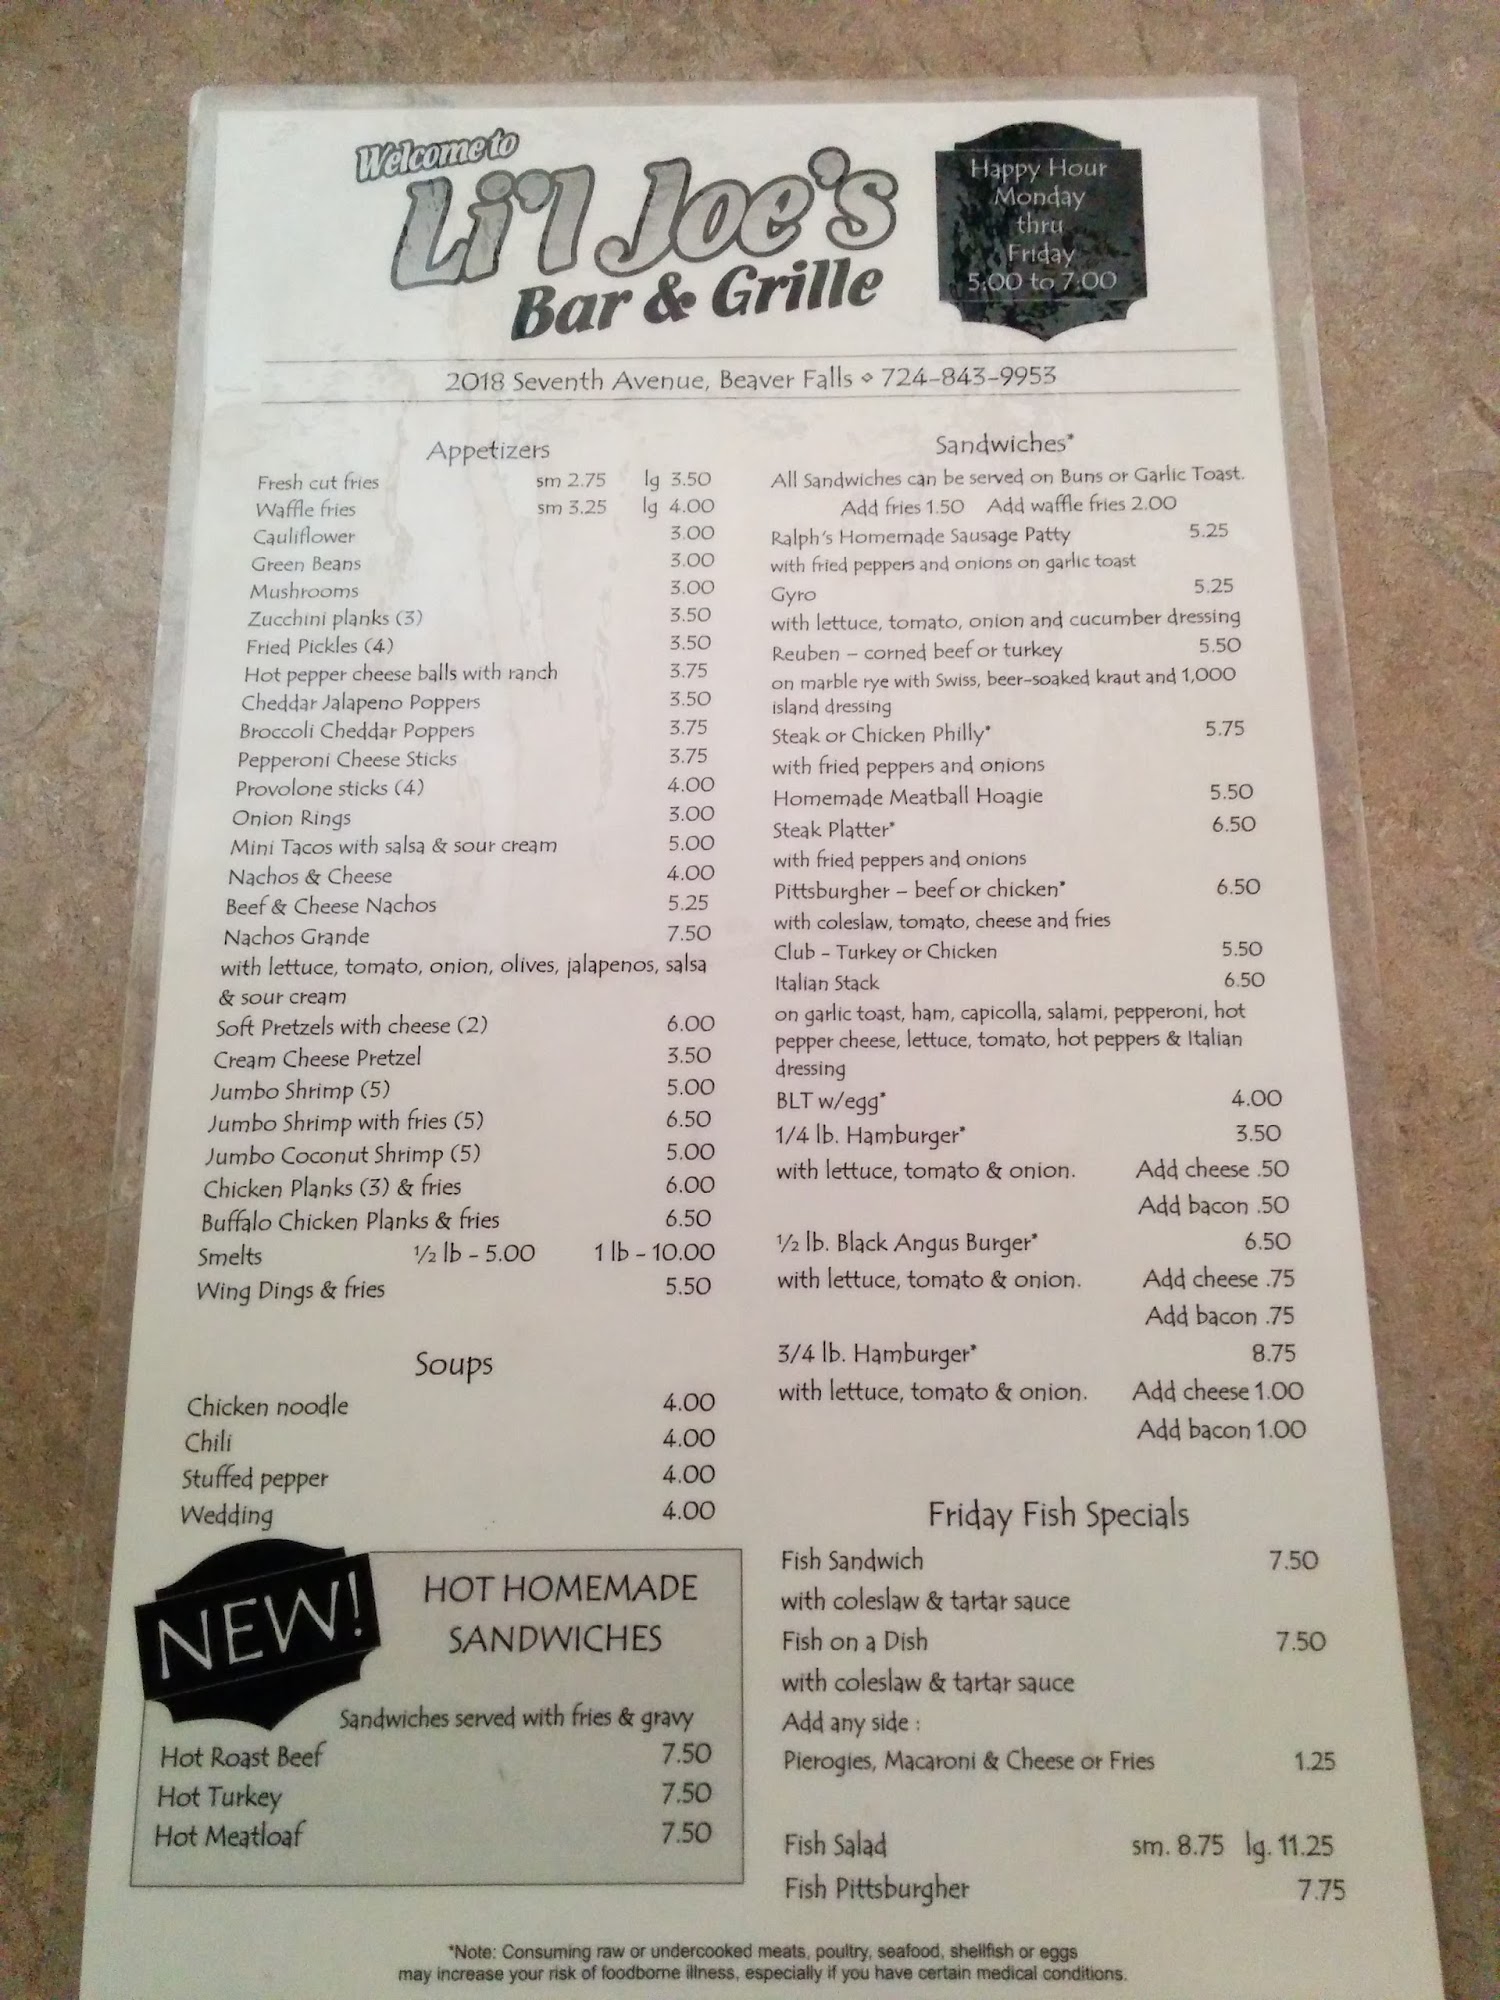 Welcome to
Li'l Joe's
Bar & Grille
Happy Hour
Monday
thru
Friday
5:00 to 7:00
2018 Seventh Avenue, Beaver Falls ⋄ 724-843-9953
Appetizers
Fresh cut fries sm 2.75 lg 3.50
Waffle fries sm 3.25 lg 4.00
Cauliflower 3.00
Green Beans 3.00
Mushrooms 3.00
Zucchini planks (3) 3.50
Fried Pickles (4) 3.50
Hot pepper cheese balls with ranch 3.75
Cheddar Jalapeno Poppers 3.50
Broccoli Cheddar Poppers 3.75
Pepperoni Cheese Sticks 3.75
Provolone sticks (4) 4.00
Onion Rings 3.00
Mini Tacos with salsa & sour cream 5.00
Nachos & Cheese 4.00
Beef & Cheese Nachos 5.25
Nachos Grande 7.50
with lettuce, tomato, onion, olives, jalapenos, salsa
& sour cream
Soft Pretzels with cheese (2) 6.00
Cream Cheese Pretzel 3.50
Jumbo Shrimp (5) 5.00
Jumbo Shrimp with fries (5) 6.50
Jumbo Coconut Shrimp (5) 5.00
Chicken Planks (3) & fries 6.00
Buffalo Chicken Planks & fries 6.50
Smelts ½ lb - 5.00 1 lb - 10.00
Wing Dings & fries 5.50
Soups
Chicken noodle 4.00
Chili 4.00
Stuffed pepper 4.00
Wedding 4.00
NEW!
HOT HOMEMADE
SANDWICHES
Sandwiches served with fries & gravy
Hot Roast Beef 7.50
Hot Turkey 7.50
Hot Meatloaf 7.50
Sandwiches*
All Sandwiches can be served on Buns or Garlic Toast.
Add fries 1.50 Add waffle fries 2.00
Ralph's Homemade Sausage Patty 5.25
with fried peppers and onions on garlic toast
Gyro 5.25
with lettuce, tomato, onion and cucumber dressing
Reuben – corned beef or turkey 5.50
on marble rye with Swiss, beer-soaked kraut and 1,000
island dressing
Steak or Chicken Philly* 5.75
with fried peppers and onions
Homemade Meatball Hoagie 5.50
Steak Platter* 6.50
with fried peppers and onions
Pittsburgher – beef or chicken* 6.50
with coleslaw, tomato, cheese and fries
Club - Turkey or Chicken 5.50
Italian Stack 6.50
on garlic toast, ham, capicolla, salami, pepperoni, hot
pepper cheese, lettuce, tomato, hot peppers & Italian
dressing
BLT w/egg* 4.00
1/4 lb. Hamburger* 3.50
with lettuce, tomato & onion. Add cheese .50
Add bacon .50
½ lb. Black Angus Burger* 6.50
with lettuce, tomato & onion. Add cheese .75
Add bacon .75
3/4 lb. Hamburger* 8.75
with lettuce, tomato & onion. Add cheese 1.00
Add bacon 1.00
Friday Fish Specials
Fish Sandwich 7.50
with coleslaw & tartar sauce
Fish on a Dish 7.50
with coleslaw & tartar sauce
Add any side :
Pierogies, Macaroni & Cheese or Fries 1.25
Fish Salad sm. 8.75 lg. 11.25
Fish Pittsburgher 7.75
*Note: Consuming raw or undercooked meats, poultry, seafood, shellfish or eggs
may increase your risk of foodborne illness, especially if you have certain medical conditions.